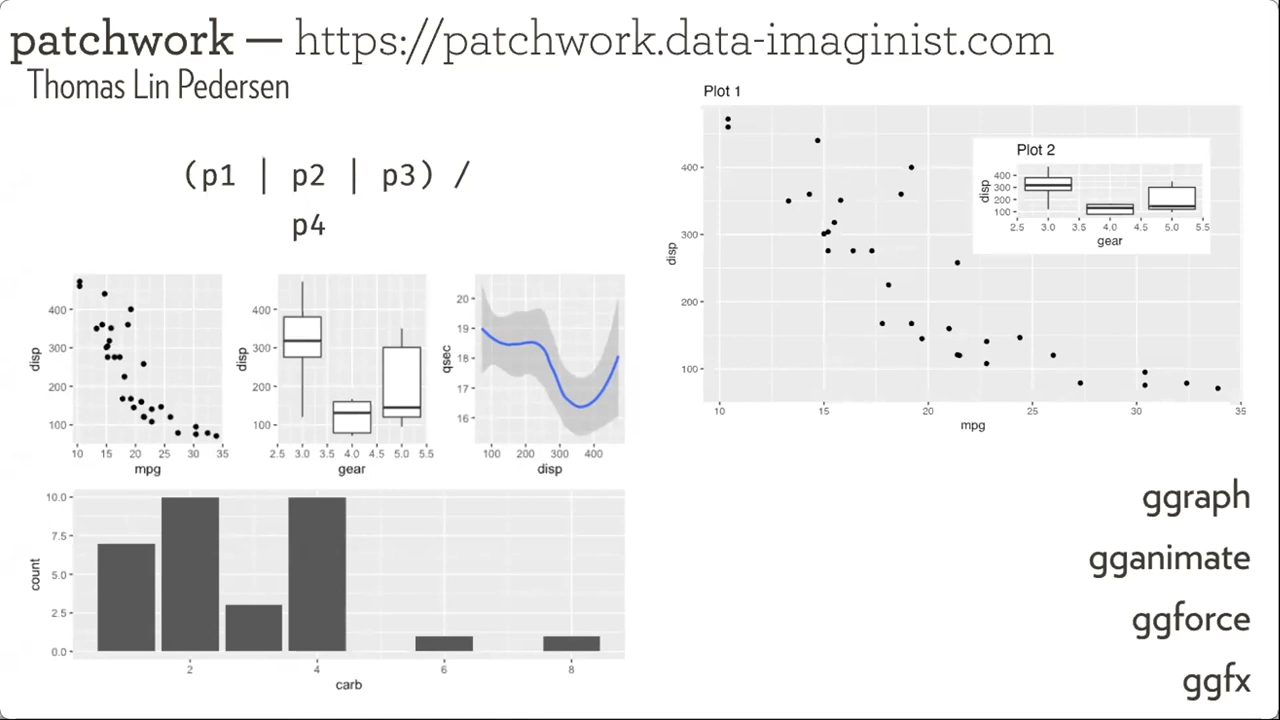 patchwork — https://patchwork.data-imaginist.com
Thomas Lin Pedersen
(p1 | p2 | p3) /
p4
disp
400
300
200
100
10 15 20 25 30 35
mpg
disp
400
300
200
100
2.5 3.0 3.5 4.0 4.5 5.0 5.5
gear
qsec
20
19
18
17
16
100 200 300 400
disp
count
10.0
7.5
5.0
2.5
0.0
2 4 6 8
carb
Plot 1
disp
400
300
200
100
10 15 20 25 30 35
mpg
Plot 2
disp
400
300
200
100
2.5 3.0 3.5 4.0 4.5 5.0 5.5
gear
ggraph
gganimate
ggforce
ggfx